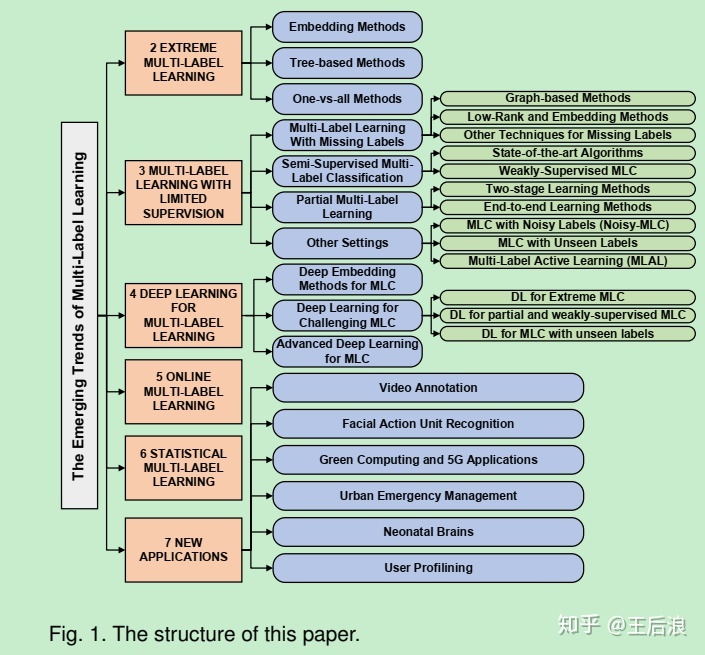 The Emerging Trends of Multi-Label Learning
2 EXTREME
MULTI-LABEL
LEARNING
Embedding Methods
Tree-based Methods
One-vs-all Methods
3 MULTI-LABEL
LEARNING WITH
LIMITED
SUPERVISION
Multi-Label Learning
With Missing Labels
Graph-based Methods
Low-Rank and Embedding Methods
Other Techniques for Missing Labels
Semi-Supervised Multi-
Label Classification
State-of-the-art Algorithms
Weakly-Supervised MLC
Partial Multi-Label
Learning
Two-stage Learning Methods
End-to-end Learning Methods
Other Settings
MLC with Noisy Labels (Noisy-MLC)
MLC with Unseen Labels
Multi-Label Active Learning (MLAL)
4 DEEP LEARNING
FOR
MULTI-LABEL
LEARNING
Deep Embedding
Methods for MLC
Deep Learning for
Challenging MLC
DL for Extreme MLC
DL for partial and weakly-supervised MLC
DL for MLC with unseen labels
Advanced Deep Learning
for MLC
5 ONLINE
MULTI-LABEL
LEARNING
6 STATISTICAL
MULTI-LABEL
LEARNING
7 NEW
APPLICATIONS
Video Annotation
Facial Action Unit Recognition
Green Computing and 5G Applications
Urban Emergency Management
Neonatal Brains
User Profilining
Fig. 1. The structure of this paper.
知乎 @王后浪